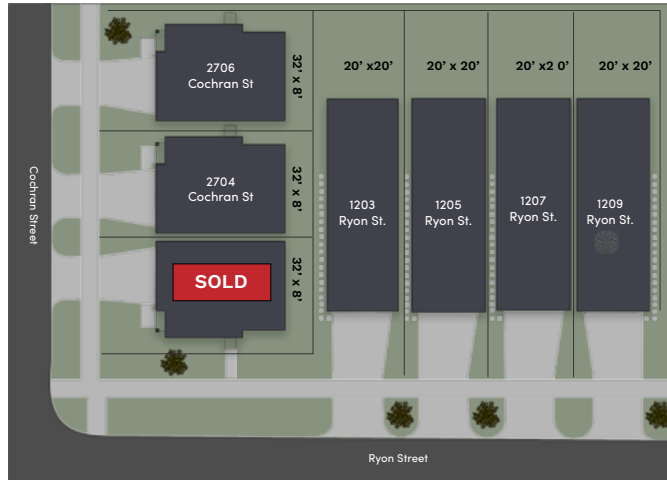 2706
Cochran St
32' x 8'
20' x20'
20' x 20'
20' x2 0'
20' x 20'
2704
Cochran St
32' x 8'
1203
Ryon St.
1205
Ryon St.
1207
Ryon St.
1209
Ryon St.
Cochran Street
SOLD
32' x 8'
Ryon Street